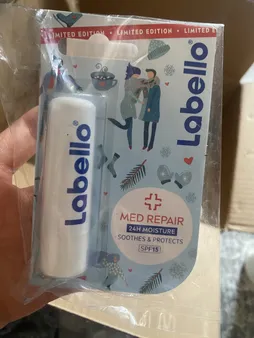 LIMITED EDITION • LIMITED EDITION • LIMITED E
Labello
Labello
MED REPAIR
24H MOISTURE
SOOTHES & PROTECTS
SPF15